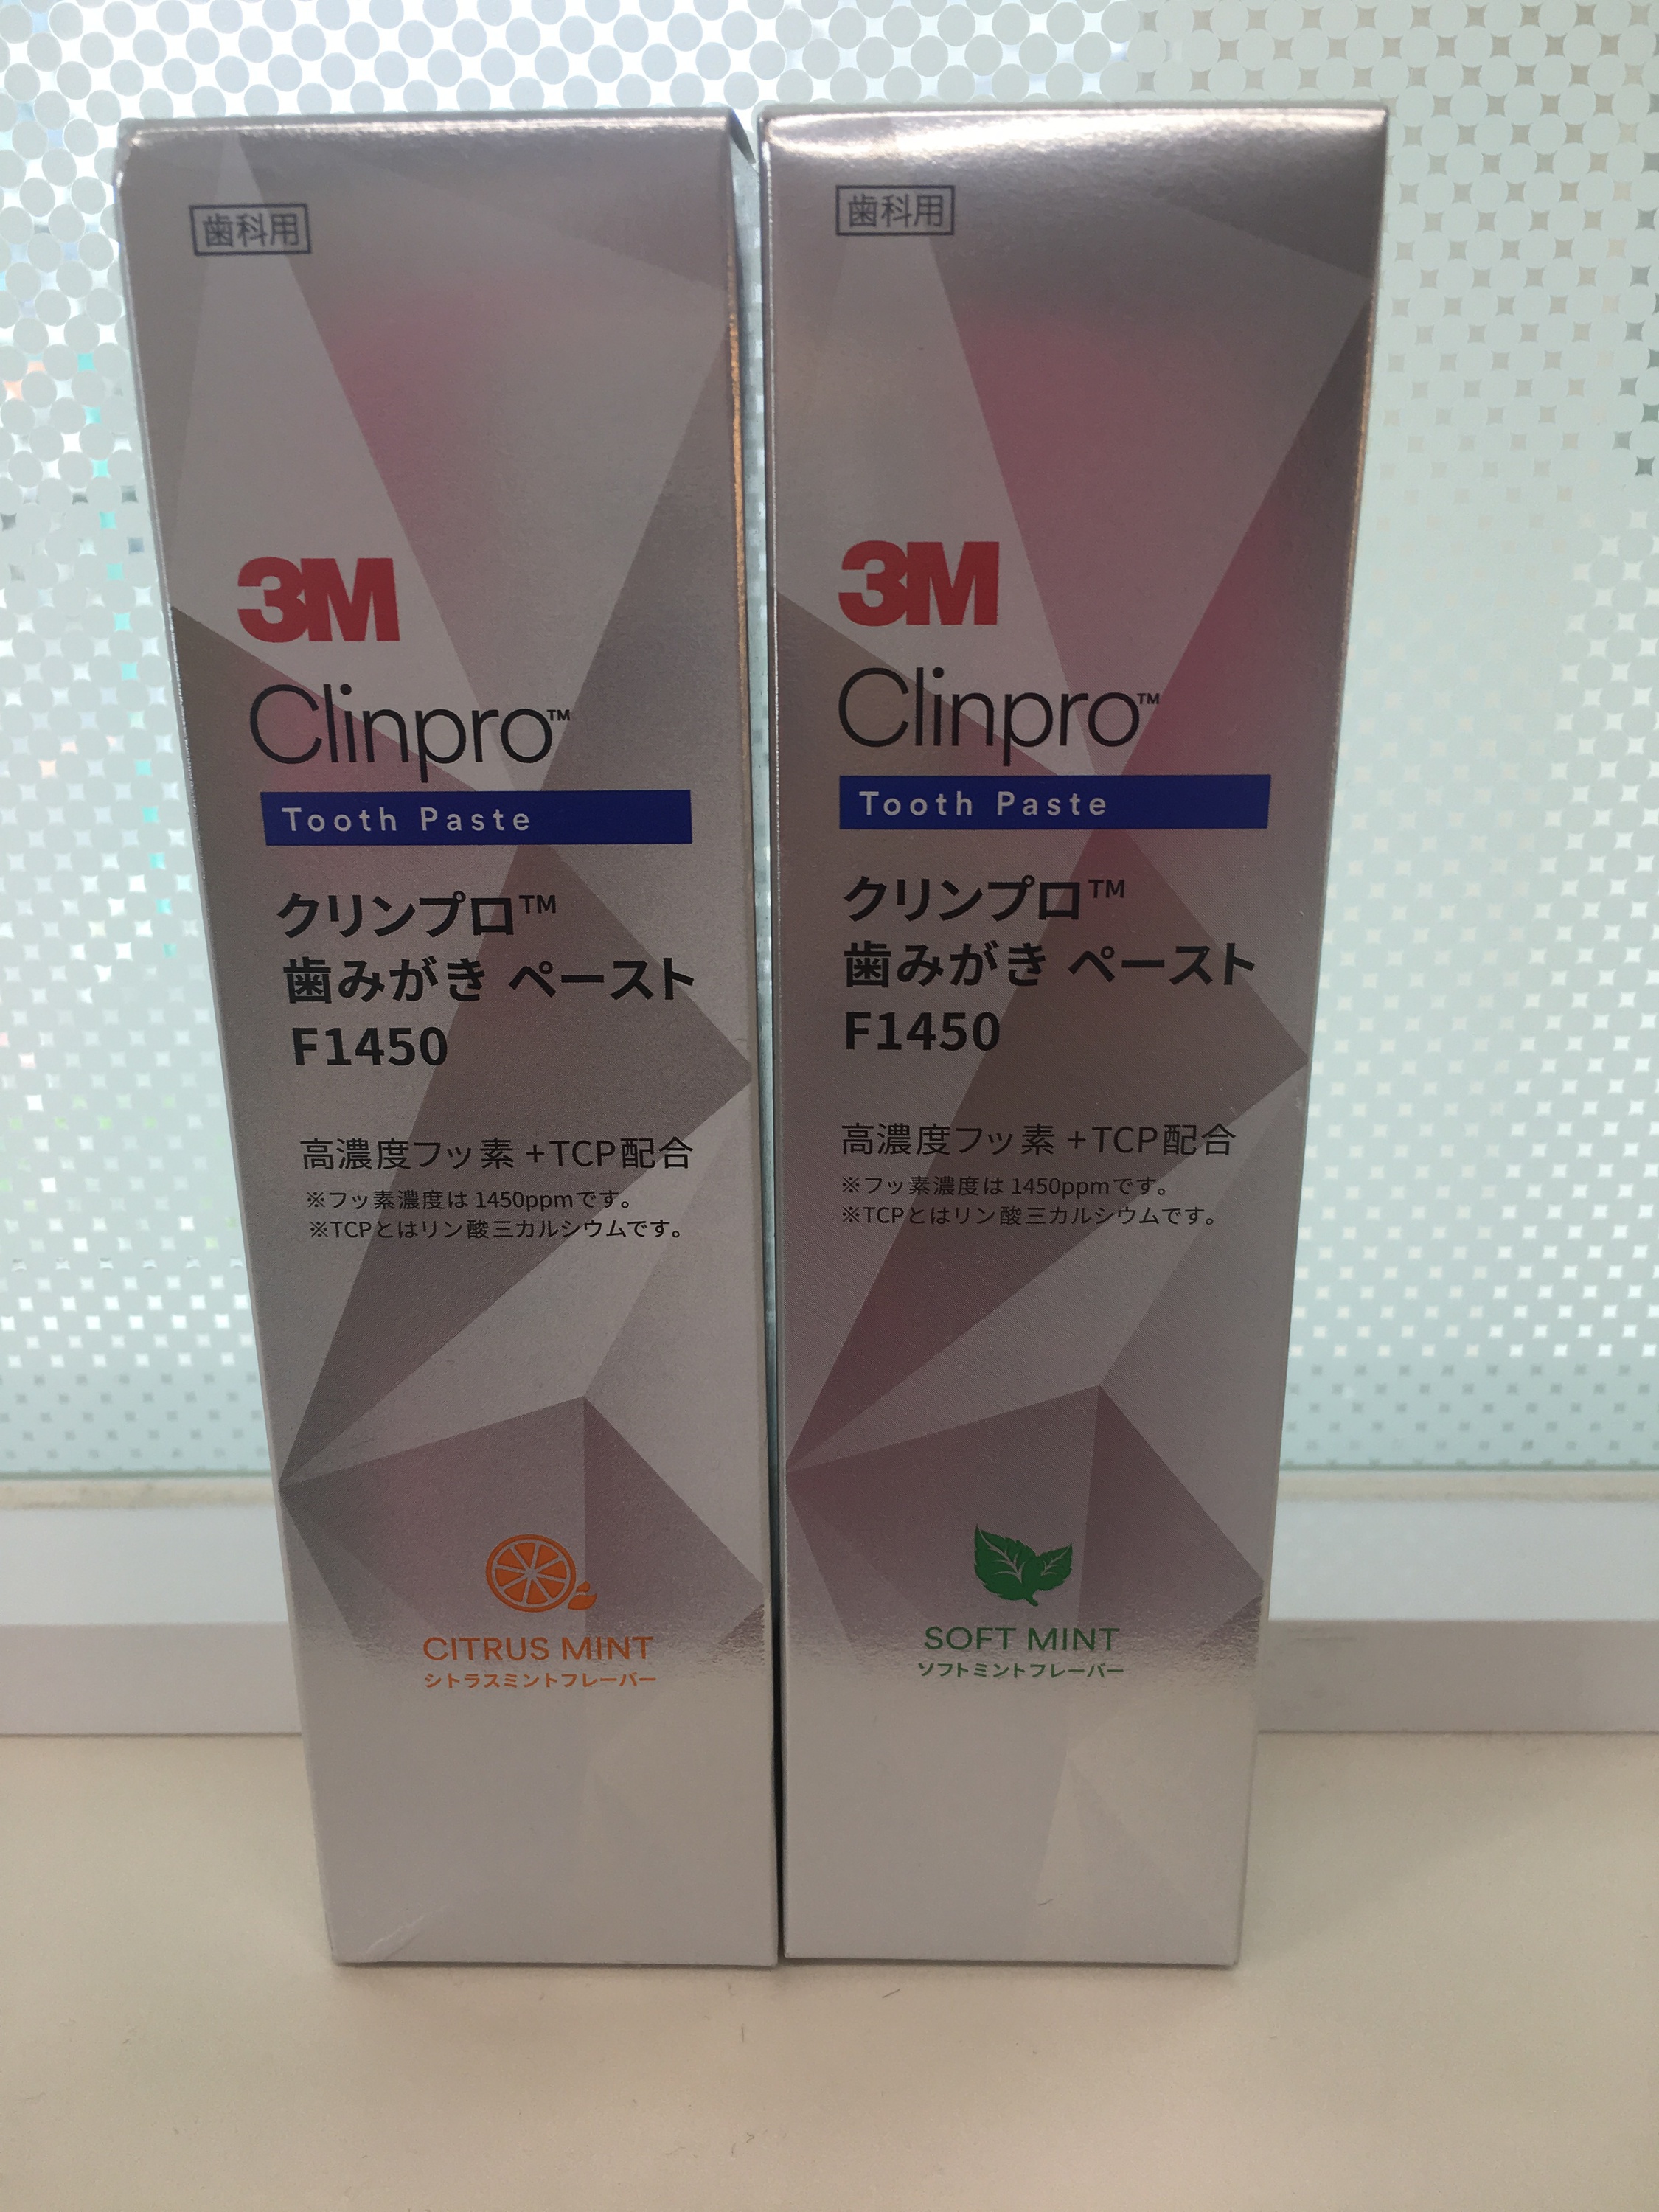 歯科用
3M
Clinpro™
Tooth Paste
クリンプロ™
歯みがき ペースト
F1450
高濃度フッ素 +TCP配合
※フッ素濃度は 1450ppmです。
※TCPとはリン酸三カルシウムです。
CITRUS MINT
シトラスミントフレーバー
歯科用
3M
Clinpro™
Tooth Paste
クリンプロ™
歯みがき ペースト
F1450
高濃度フッ素 +TCP配合
※フッ素濃度は 1450ppmです。
※TCPとはリン酸三カルシウムです。
SOFT MINT
ソフトミントフレーバー